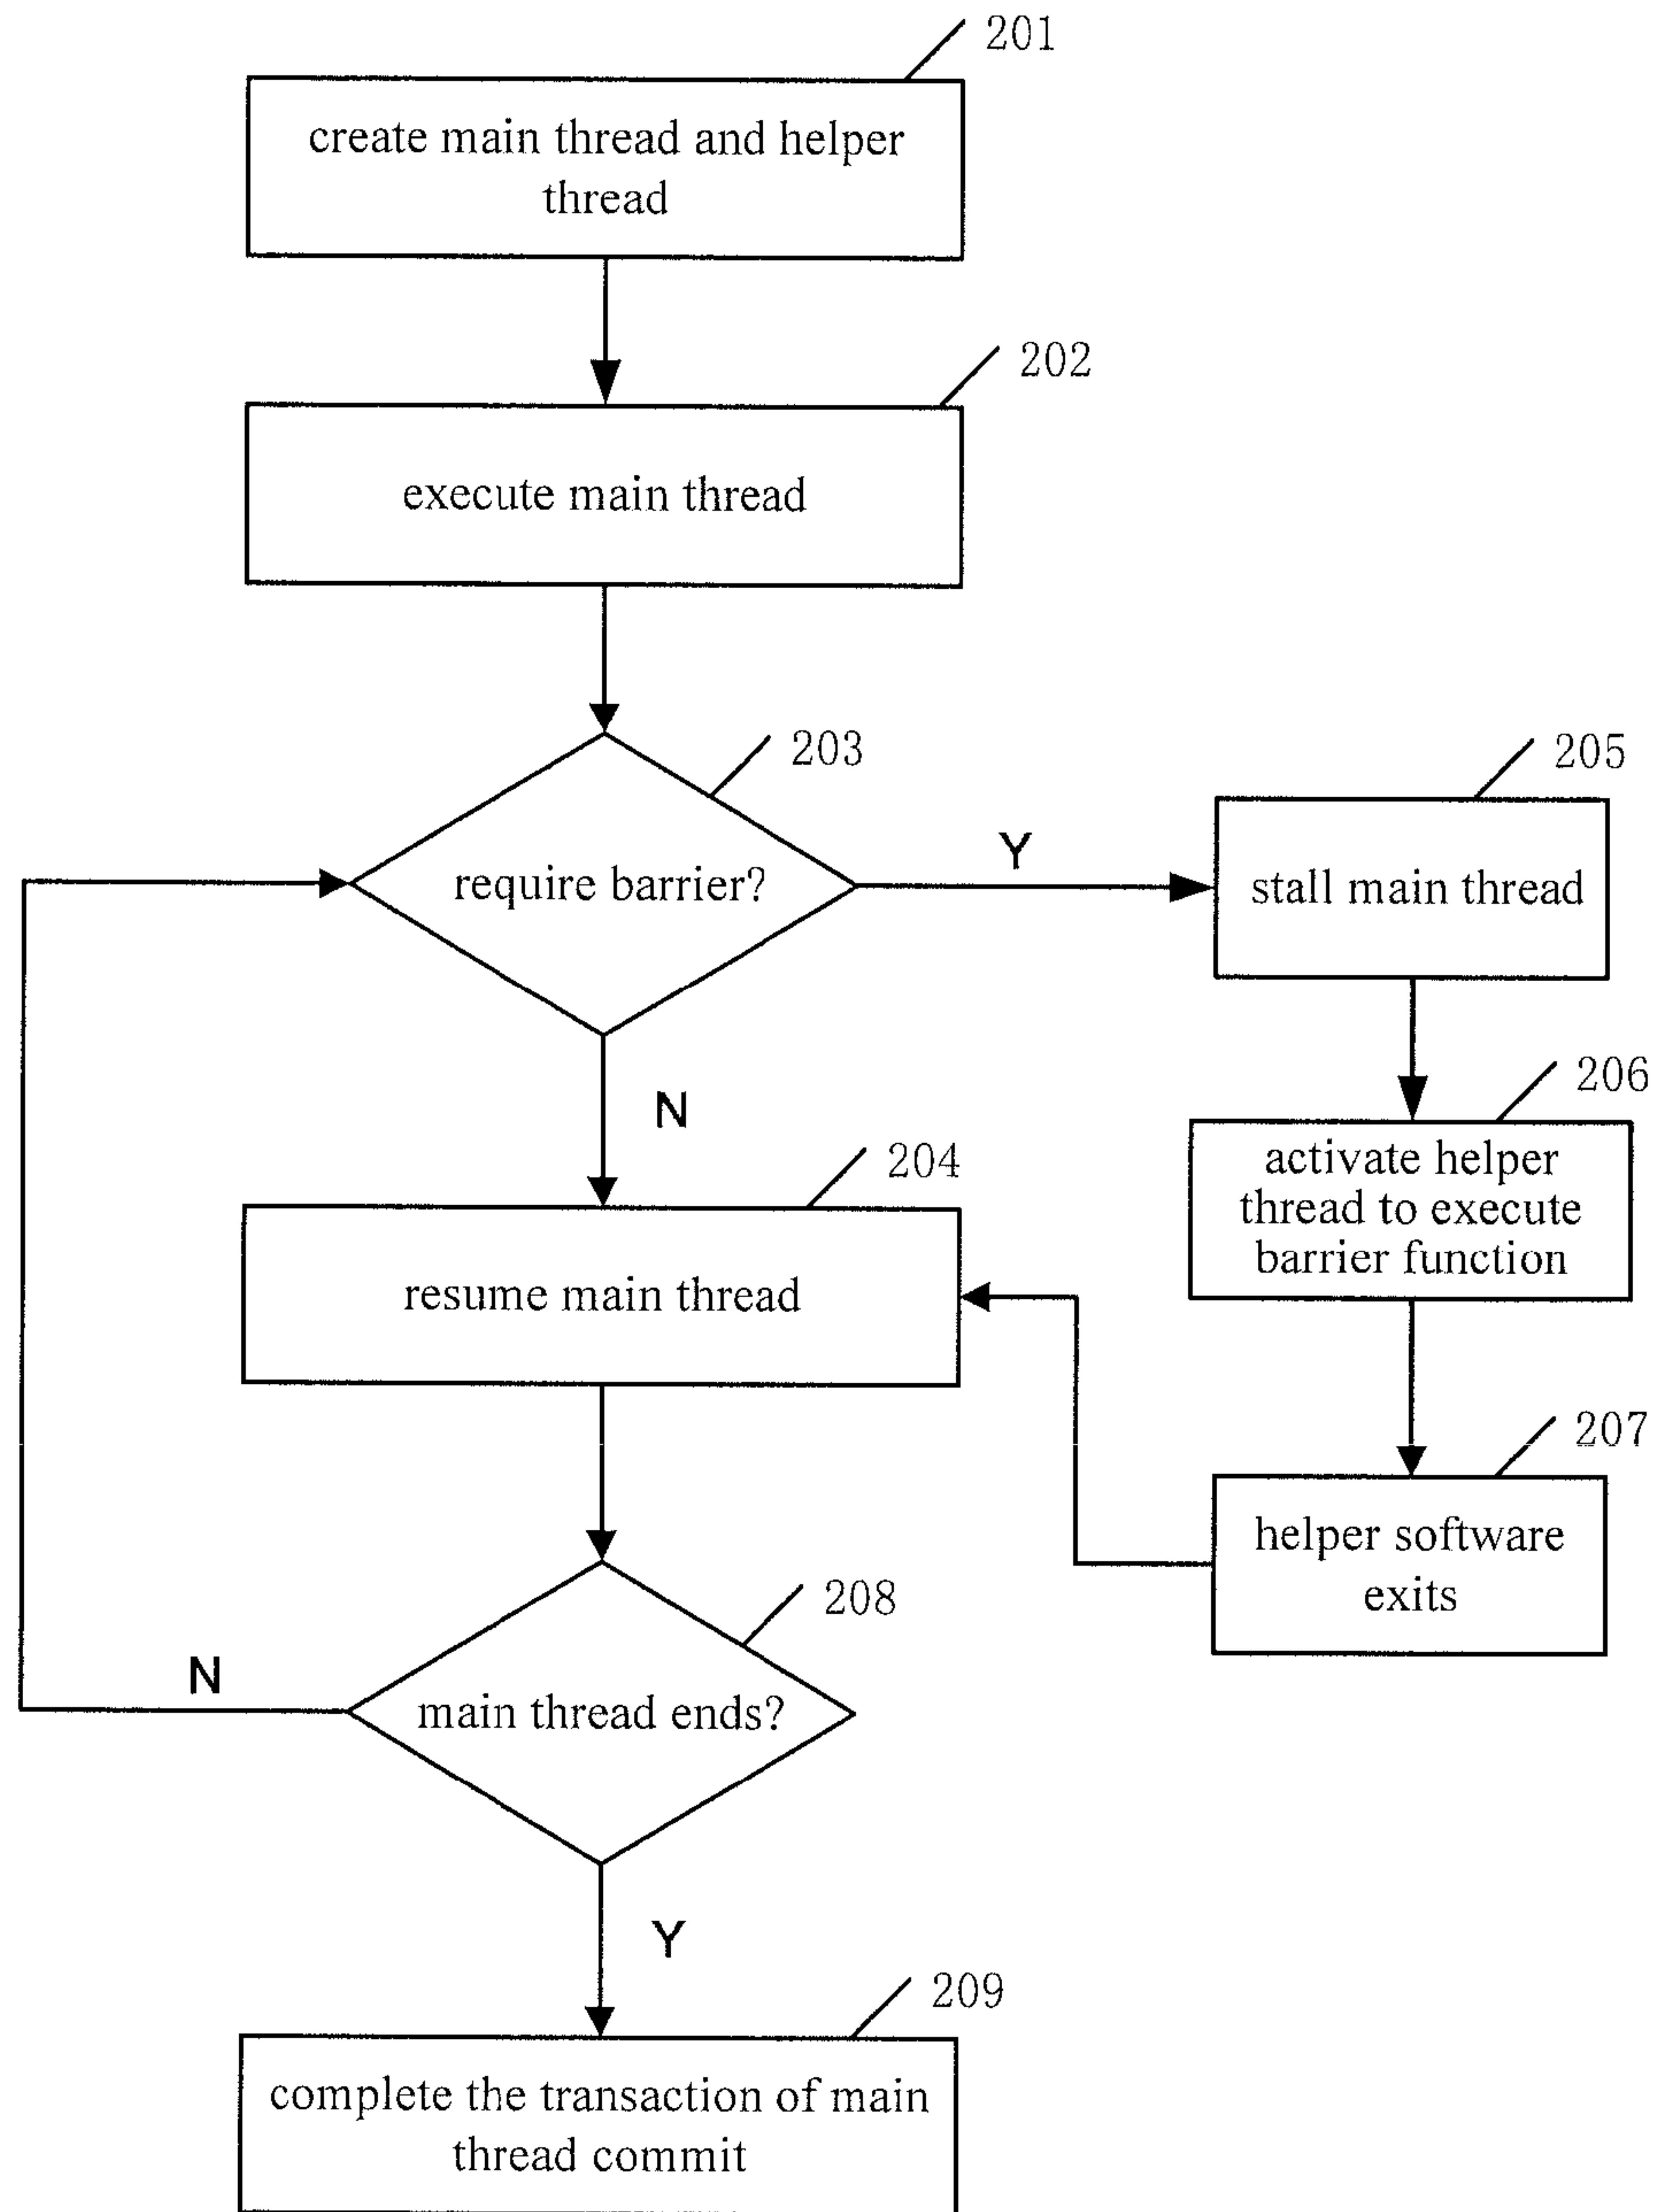 201
create main thread and helper
thread
202
execute main thread
203
require barrier?
Y
205
stall main thread
N
206
activate helper
thread to execute
barrier function
204
resume main thread
207
helper software
exits
208
main thread ends?
N
Y
209
complete the transaction of main
thread commit